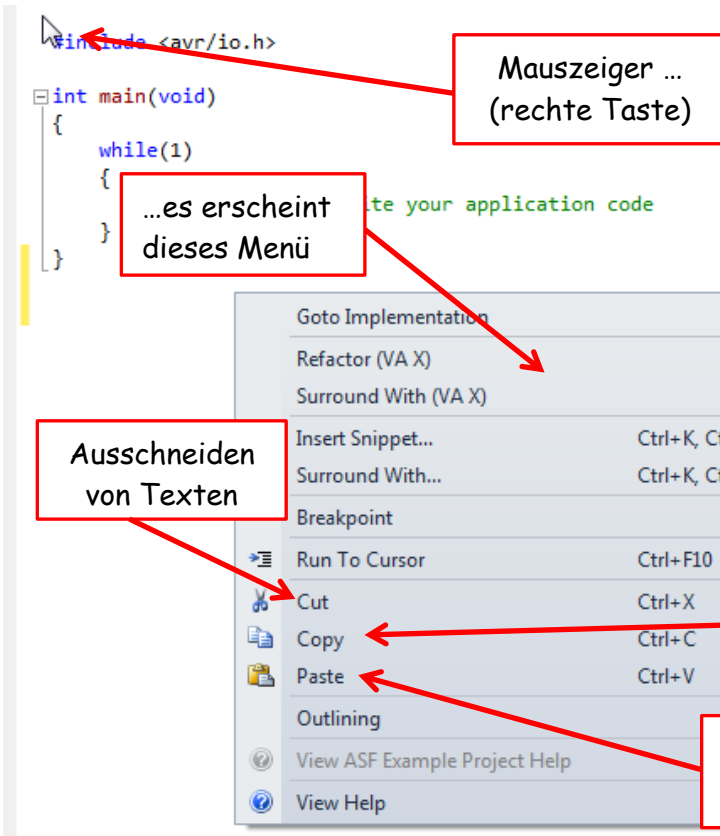 #include <avr/io.h>
Mauszeiger …
(rechte Taste)
int main(void)
{
while(1)
{
…es erscheint
dieses Menü
te your application code
}
}
Goto Implementation
Refactor (VA X)
Surround With (VA X)
Insert Snippet... Ctrl+K,
Surround With... Ctrl+K,
Ausschneiden
von Texten
Breakpoint
Run To Cursor Ctrl+F10
Cut Ctrl+X
Copy Ctrl+C
Paste Ctrl+V
Outlining
View ASF Example Project Help
View Help